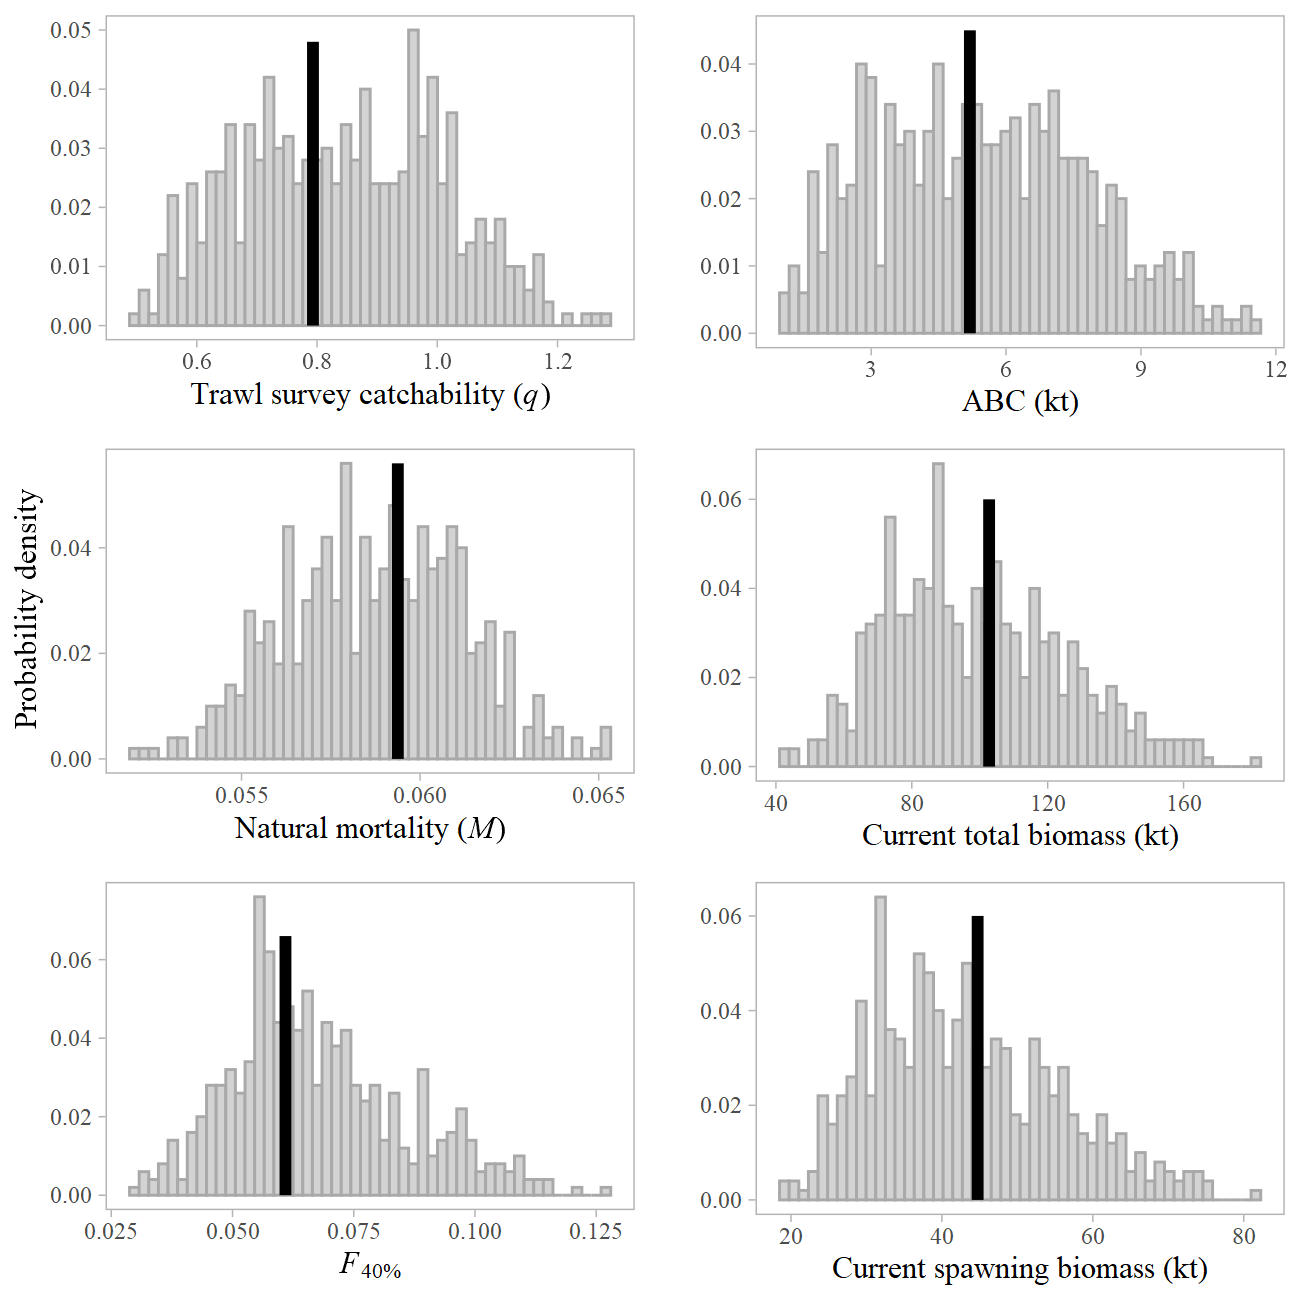 Probability density
0.05
0.04
0.03
0.02
0.01
0.00
0.6 0.8 1.0 1.2
Trawl survey catchability (q)
0.04
0.03
0.02
0.01
0.00
3 6 9 12
ABC (kt)
0.04
0.02
0.00
0.055 0.060 0.065
Natural mortality (M)
0.06
0.04
0.02
0.00
40 80 120 160
Current total biomass (kt)
0.06
0.04
0.02
0.00
0.025 0.050 0.075 0.100 0.125
F40%
0.06
0.04
0.02
0.00
20 40 60 80
Current spawning biomass (kt)